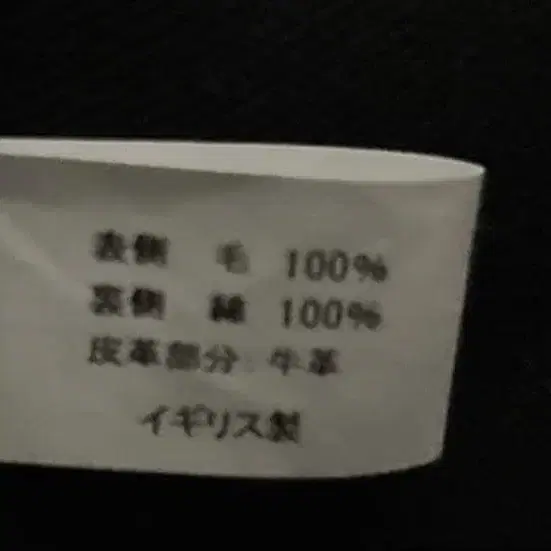 表側 毛 100%
裏側 綿 100%
皮革部分:牛革
イギリス製